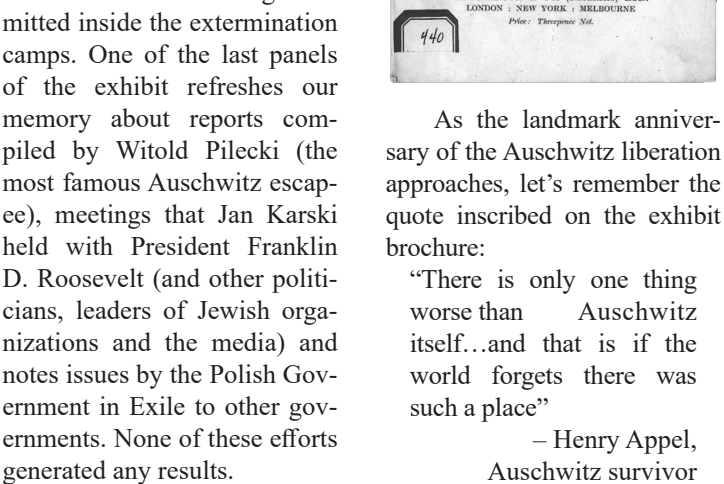 mitted inside the extermination
camps. One of the last panels
of the exhibit refreshes our
memory about reports com-
piled by Witold Pilecki (the
most famous Auschwitz escap-
ee), meetings that Jan Karski
held with President Franklin
D. Roosevelt (and other politi-
cians, leaders of Jewish orga-
nizations and the media) and
notes issues by the Polish Gov-
ernment in Exile to other gov-
ernments. None of these efforts
generated any results.
LONDON : NEW YORK : MELBOURNE
Price: Threepence Net.
440
As the landmark anniver-
sary of the Auschwitz liberation
approaches, let’s remember the
quote inscribed on the exhibit
brochure:
“There is only one thing
worse than Auschwitz
itself…and that is if the
world forgets there was
such a place”
– Henry Appel,
Auschwitz survivor